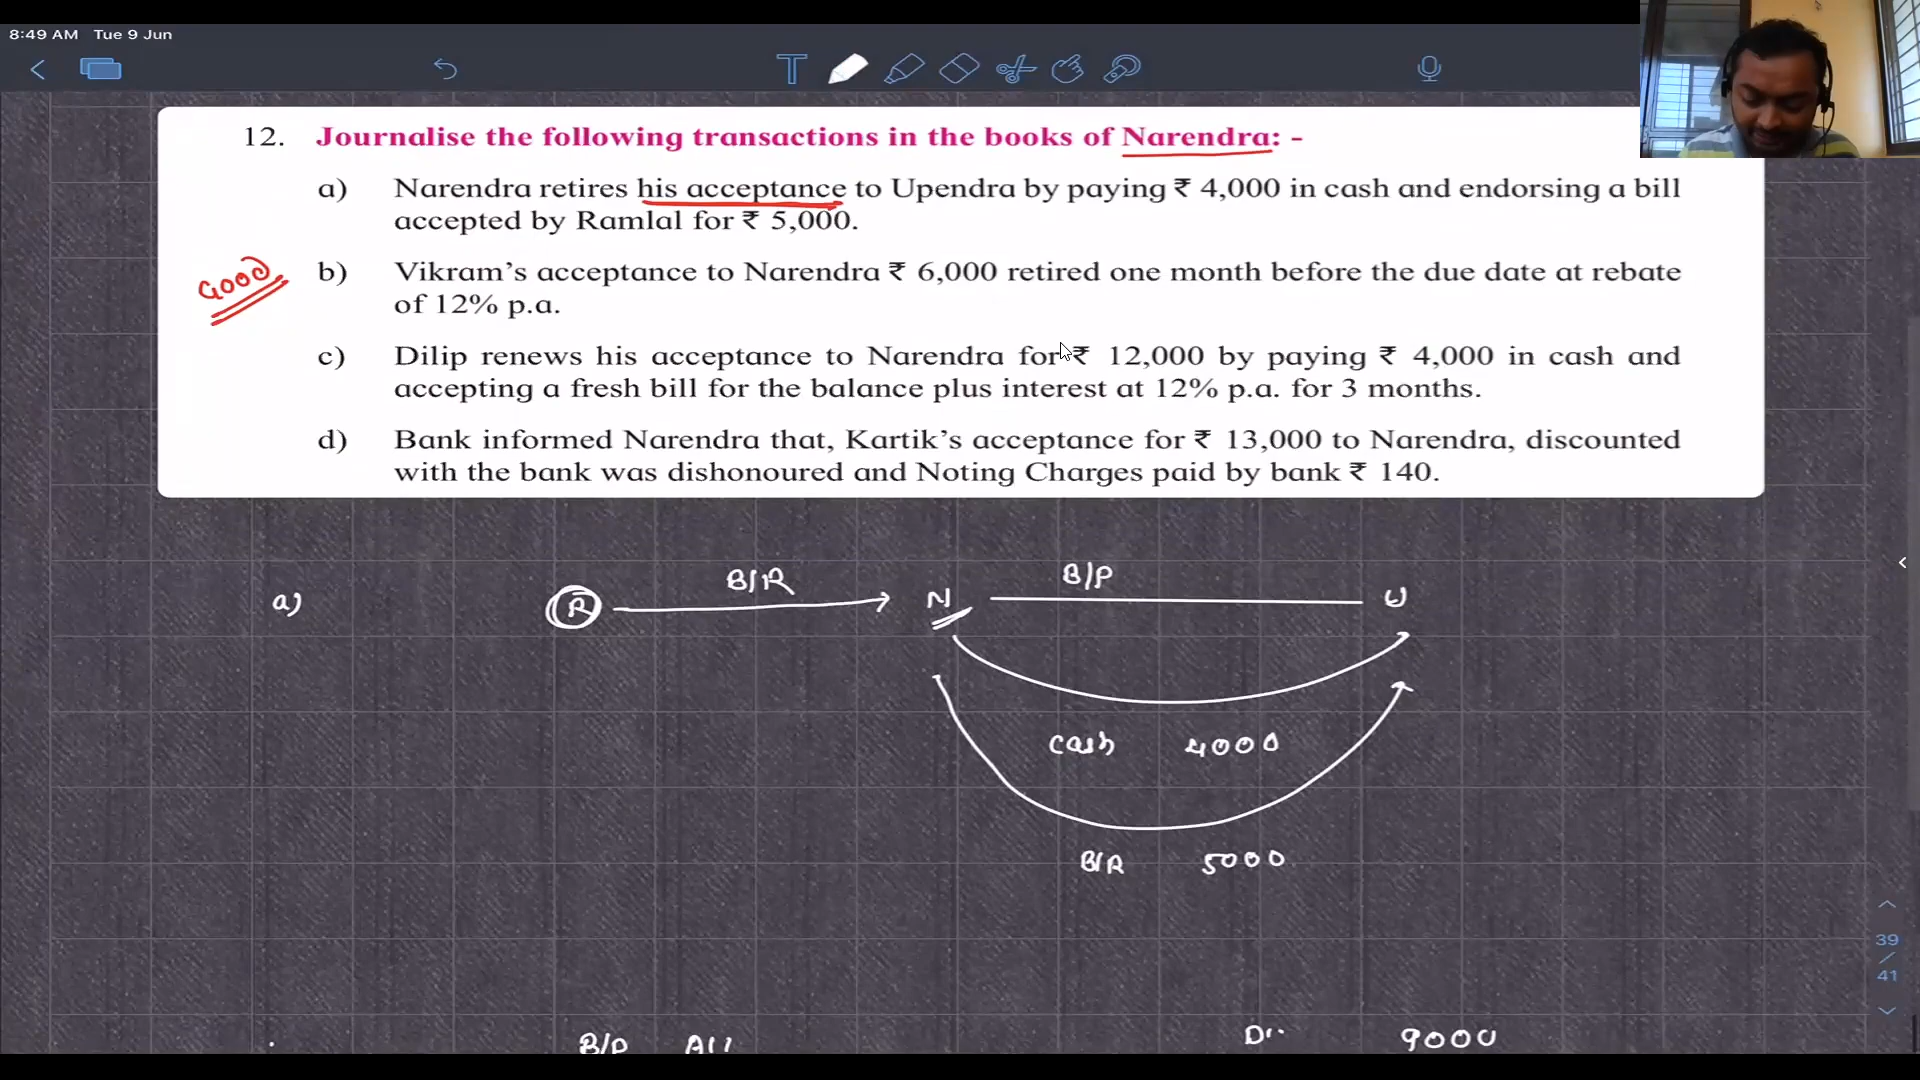 8:49 AM Tue 9 Jun
12. Journalise the following transactions in the books of Narendra: -
a) Narendra retires his acceptance to Upendra by paying ₹ 4,000 in cash and endorsing a bill
accepted by Ramlal for ₹ 5,000.
Good
b) Vikram's acceptance to Narendra ₹ 6,000 retired one month before the due date at rebate
of 12% p.a.
c) Dilip renews his acceptance to Narendra for ₹ 12,000 by paying ₹ 4,000 in cash and
accepting a fresh bill for the balance plus interest at 12% p.a. for 3 months.
d) Bank informed Narendra that, Kartik's acceptance for ₹ 13,000 to Narendra, discounted
with the bank was dishonoured and Noting Charges paid by bank ₹ 140.
B/R B/P
a) R N U
cash 4000
B/R 5000
39
/
41
B/P Dr. 9000